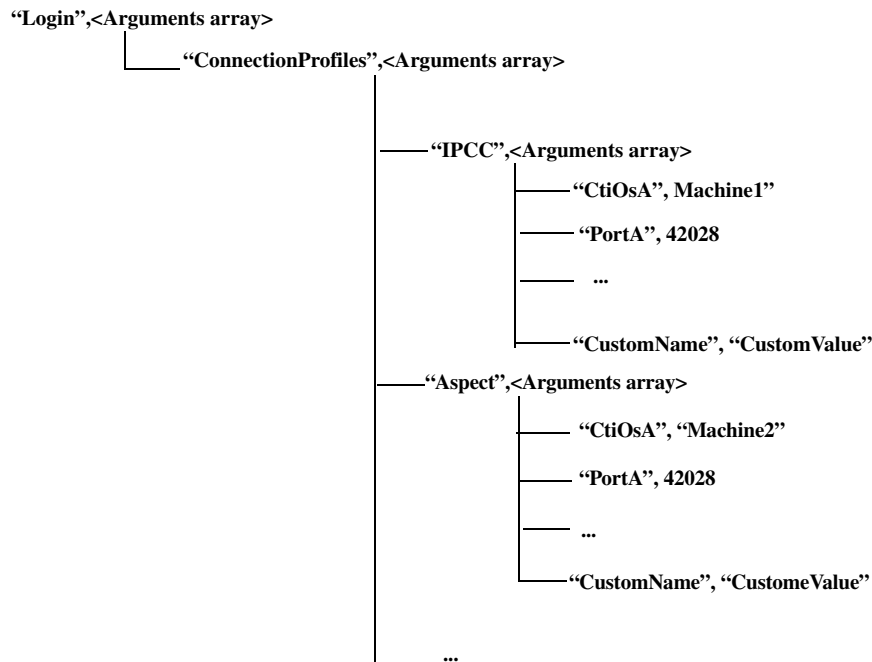 “Login”,<Arguments array>
“ConnectionProfiles”,<Arguments array>
“IPCC”,<Arguments array>
“CtiOsA”, Machine1”
“PortA”, 42028
...
“CustomName”, “CustomValue”
“Aspect”,<Arguments array>
“CtiOsA”, “Machine2”
“PortA”, 42028
...
“CustomName”, “CustomeValue”
...